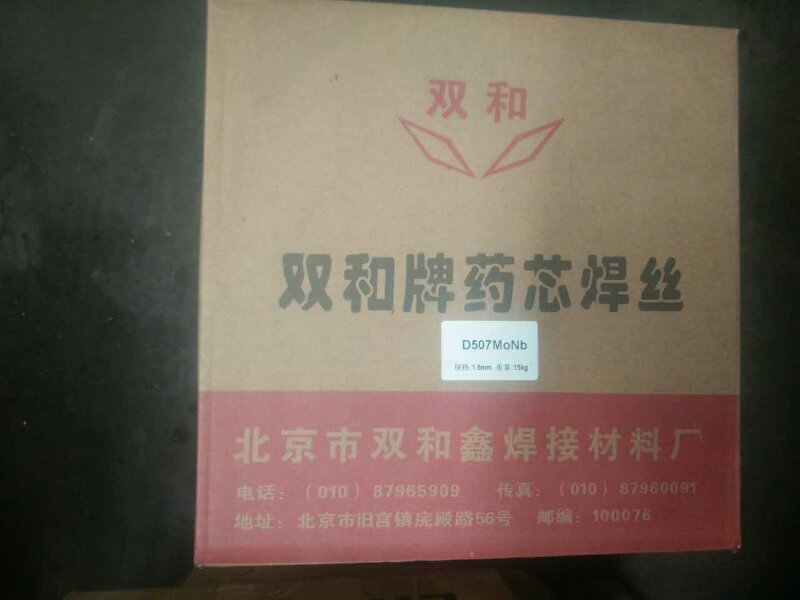 双和
双和牌药芯焊丝
D507MoNb
规格:1.6mm 重量:15kg
北京市双和鑫焊接材料厂
电话：（010）87965909 传真：（010）87960091
地址：北京市旧宫镇庑殿路56号 邮编：100076